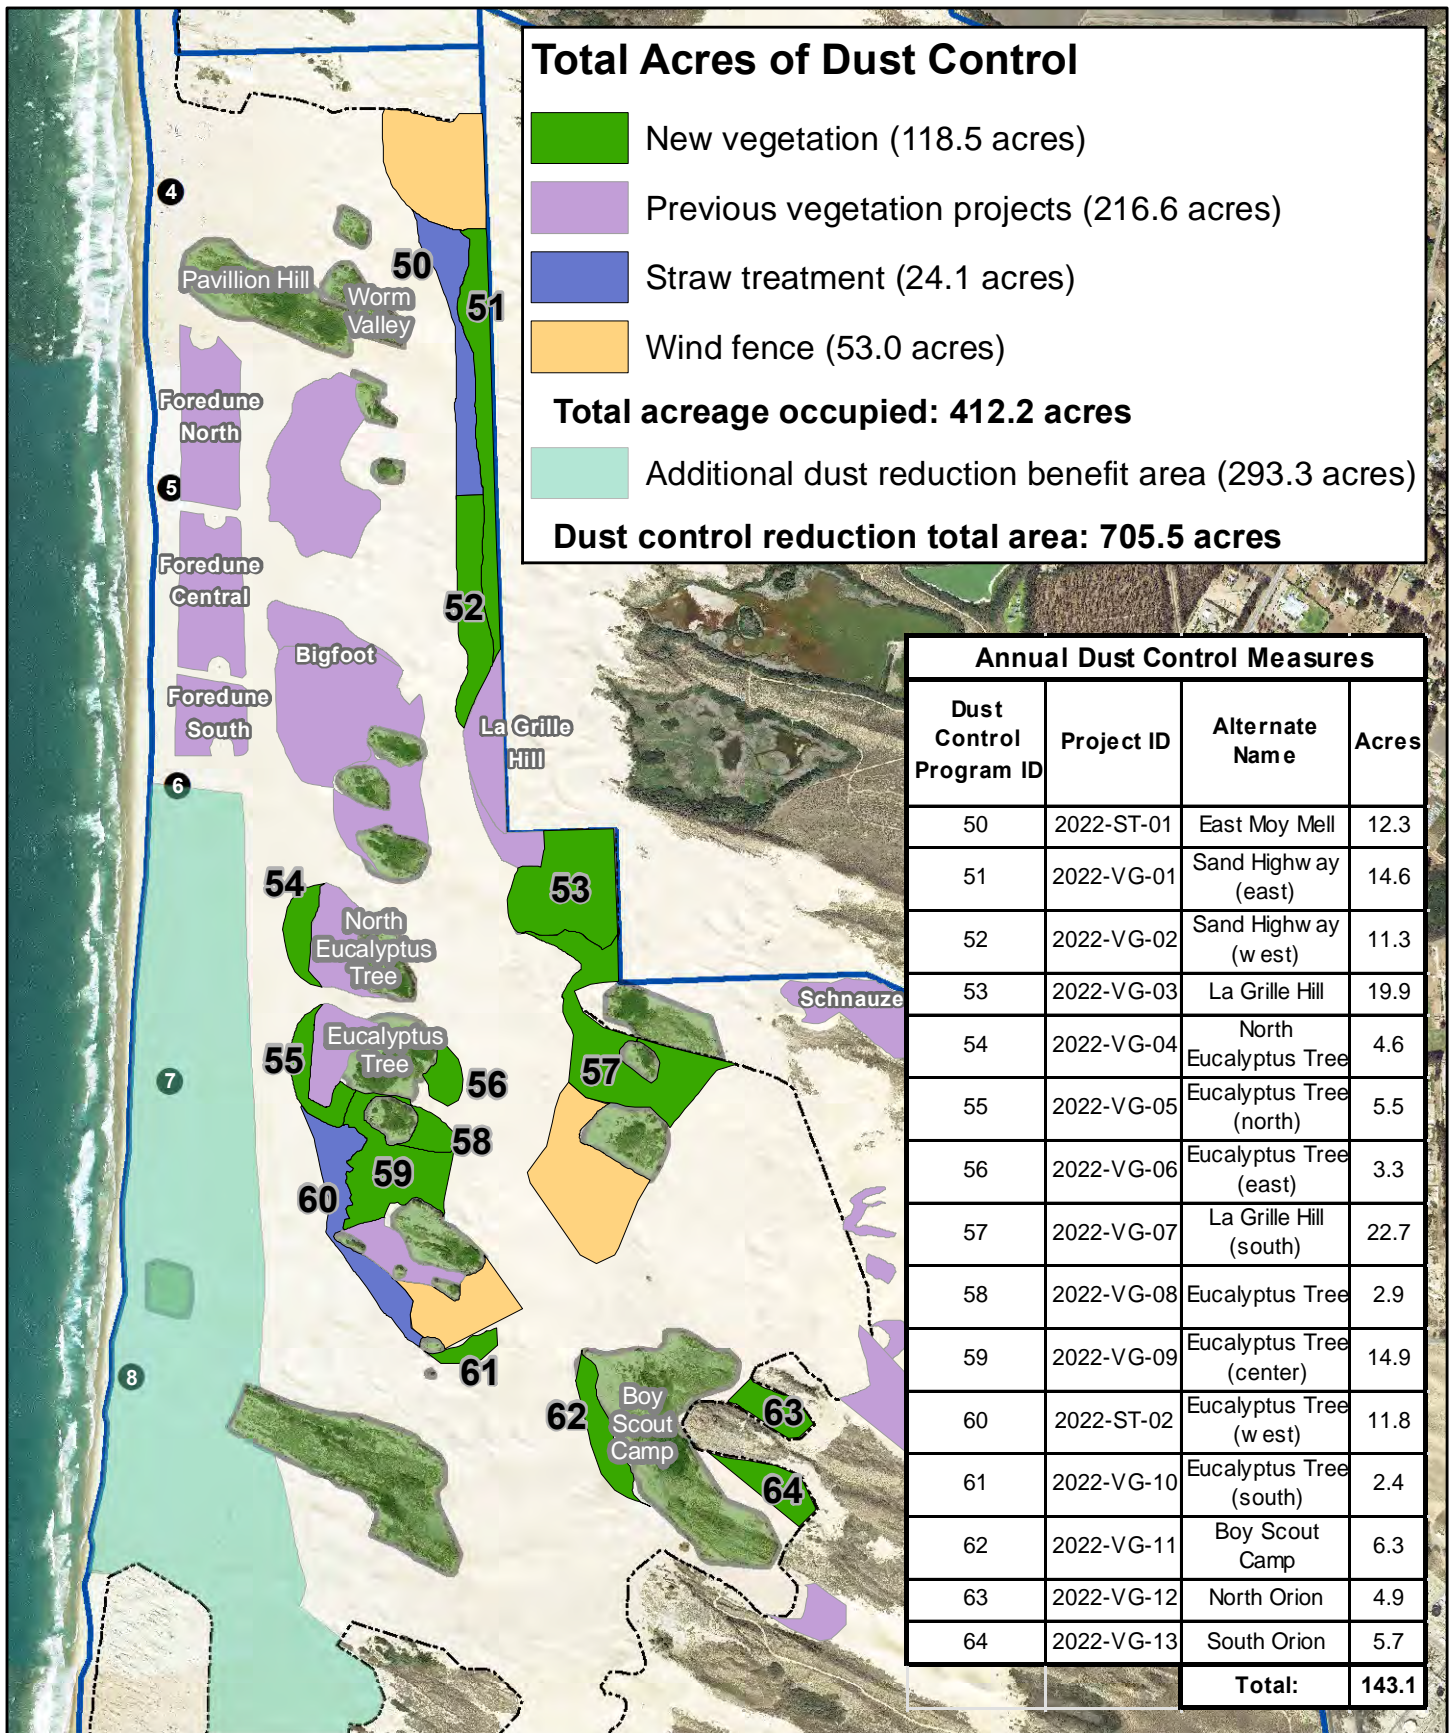 Total Acres of Dust Control
New vegetation (118.5 acres)
Previous vegetation projects (216.6 acres)
Straw treatment (24.1 acres)
Wind fence (53.0 acres)
Total acreage occupied: 412.2 acres
Additional dust reduction benefit area (293.3 acres)
Dust control reduction total area: 705.5 acres
4
50
Pavillion Hill
Worm
Valley
51
Foredune
North
5
Foredune
Central
52
Bigfoot
Foredune
South
La Grille
Hill
6
54
53
North
Eucalyptus
Tree
Schnauze
55
Eucalyptus
Tree
56
57
7
58
59
60
8
61
62
Boy
Scout
Camp
63
64
Annual Dust Control Measures
Dust
Control
Program ID
Project ID
Alternate
Name
Acres
50 2022-ST-01 East Moy Mell 12.3
51 2022-VG-01 Sand Highway
(east) 14.6
52 2022-VG-02 Sand Highway
(west) 11.3
53 2022-VG-03 La Grille Hill 19.9
54 2022-VG-04 North
Eucalyptus Tree 4.6
55 2022-VG-05 Eucalyptus Tree
(north) 5.5
56 2022-VG-06 Eucalyptus Tree
(east) 3.3
57 2022-VG-07 La Grille Hill
(south) 22.7
58 2022-VG-08 Eucalyptus Tree 2.9
59 2022-VG-09 Eucalyptus Tree
(center) 14.9
60 2022-ST-02 Eucalyptus Tree
(west) 11.8
61 2022-VG-10 Eucalyptus Tree
(south) 2.4
62 2022-VG-11 Boy Scout
Camp 6.3
63 2022-VG-12 North Orion 4.9
64 2022-VG-13 South Orion 5.7
Total: 143.1